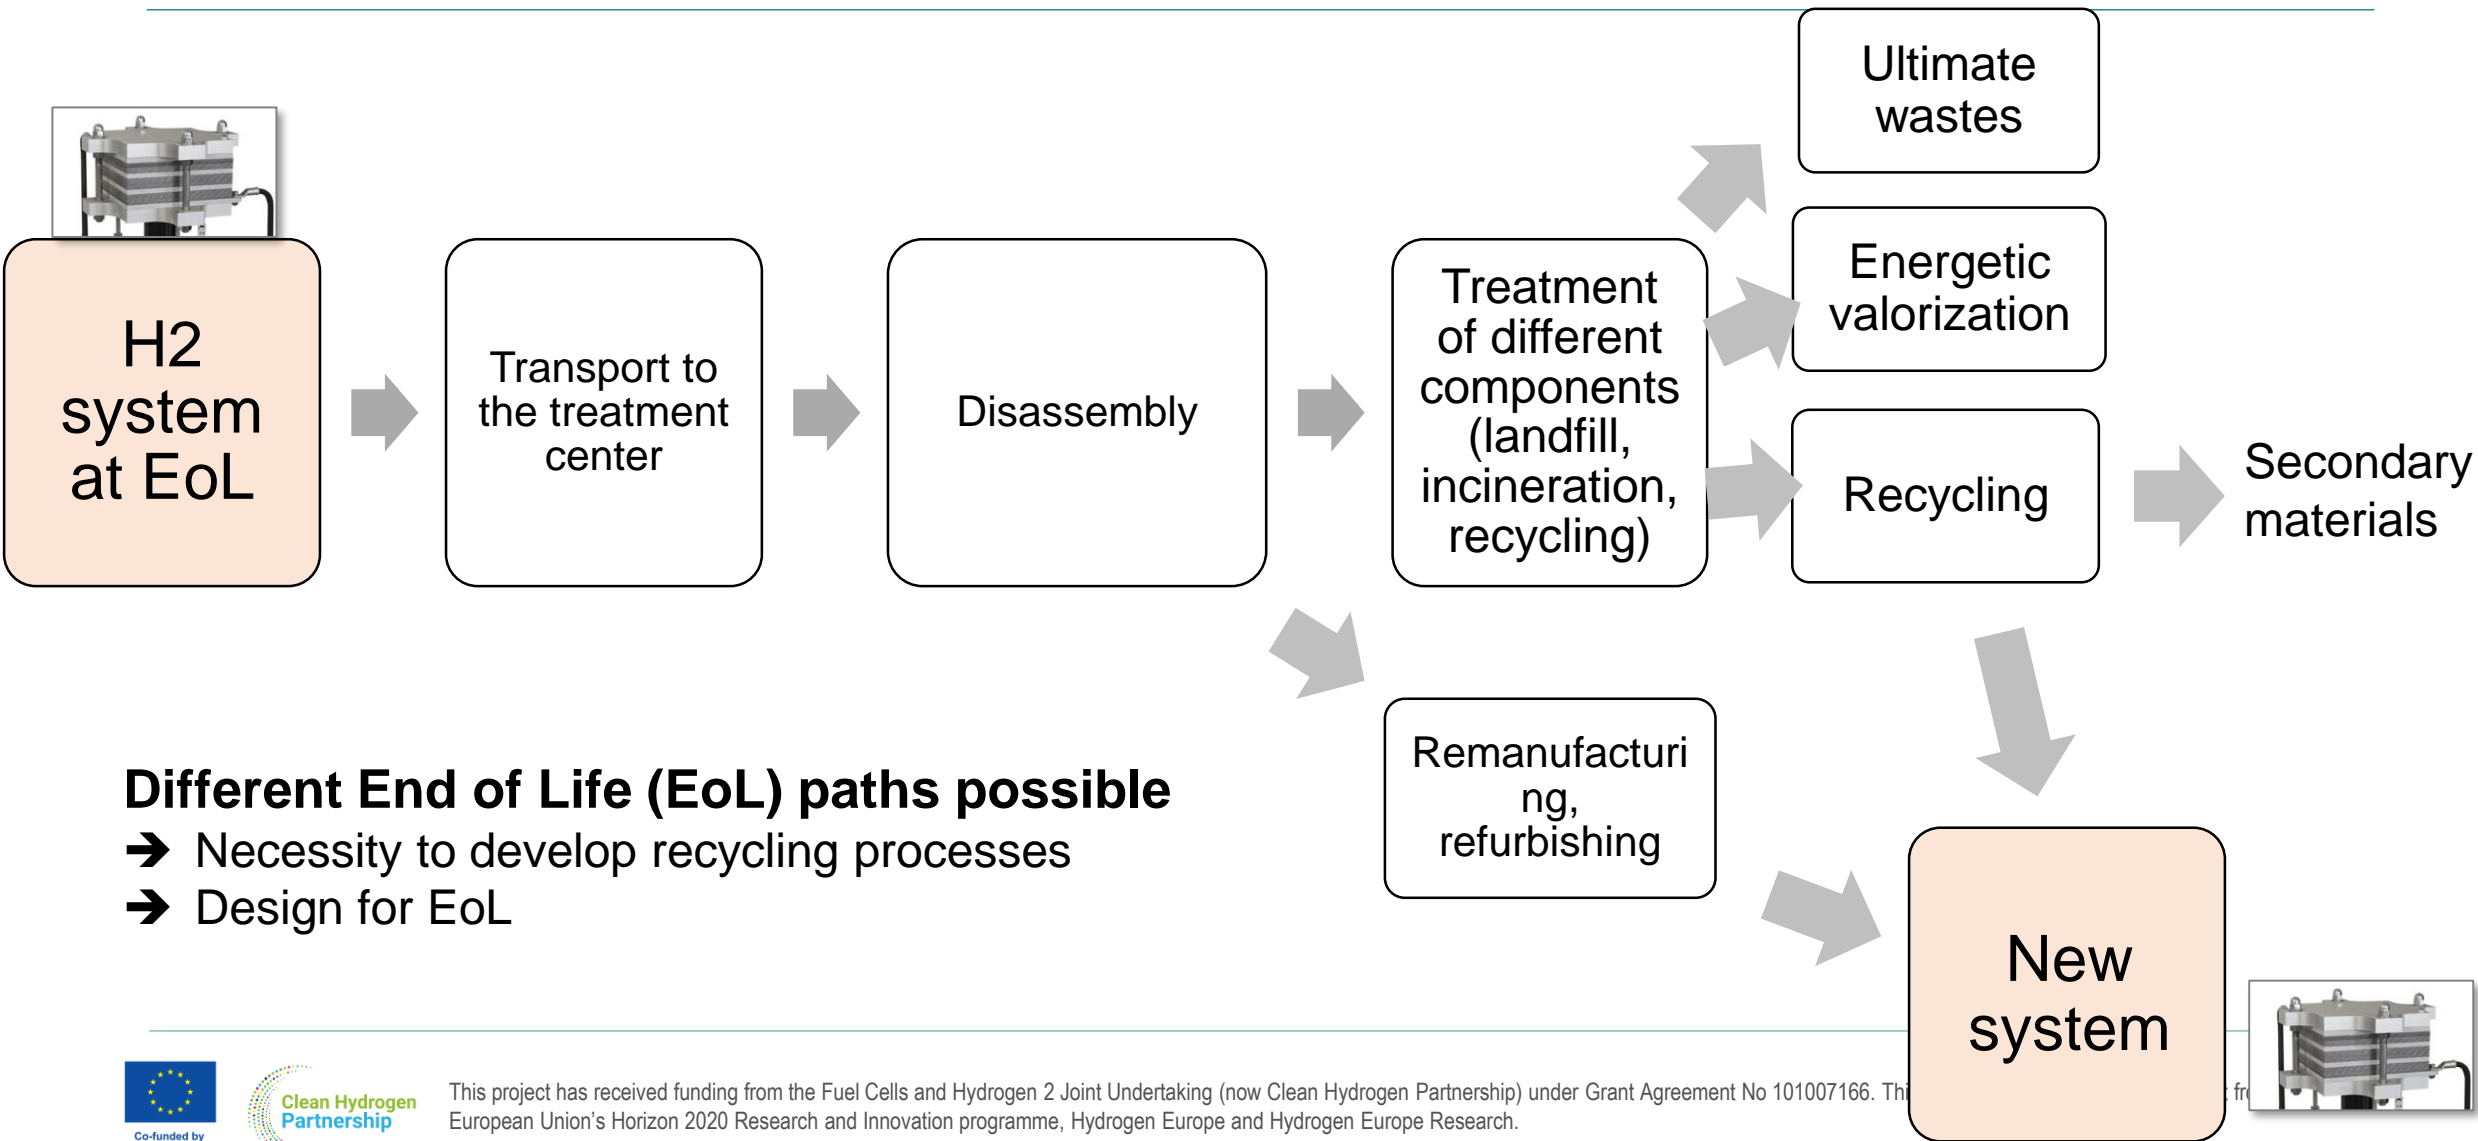 Ultimate
wastes
Energetic
valorization
H2
system
at EoL
Transport to
the treatment
center
Disassembly
Treatment
of different
components
(landfill,
incineration,
recycling)
Recycling
Secondary
materials
Remanufacturi
ng,
refurbishing
Different End of Life (EoL) paths possible
➔ Necessity to develop recycling processes
➔ Design for EoL
New
system
Co-funded by
Clean Hydrogen
Partnership
This project has received funding from the Fuel Cells and Hydrogen 2 Joint Undertaking (now Clean Hydrogen Partnership) under Grant Agreement No 101007166.
European Union's Horizon 2020 Research and Innovation programme, Hydrogen Europe and Hydrogen Europe Research.